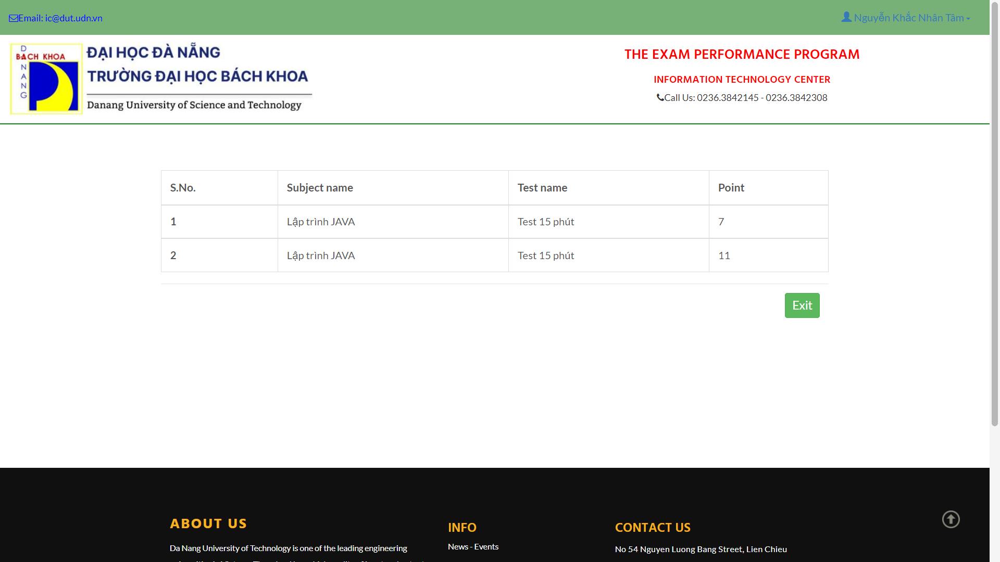 Email: ic@dut.udn.vn
Nguyễn Khắc Nhân Tâm
DANANG
BÁCH KHOA
ĐẠI HỌC ĐÀ NẴNG
TRƯỜNG ĐẠI HỌC BÁCH KHOA
Danang University of Science and Technology
THE EXAM PERFORMANCE PROGRAM
INFORMATION TECHNOLOGY CENTER
Call Us: 0236.3842145 - 0236.3842308
S.No. Subject name Test name Point
1 Lập trình JAVA Test 15 phút 7
2 Lập trình JAVA Test 15 phút 11
Exit
ABOUT US
Da Nang University of Technology is one of the leading engineering
INFO
News - Events
CONTACT US
No 54 Nguyen Luong Bang Street, Lien Chieu